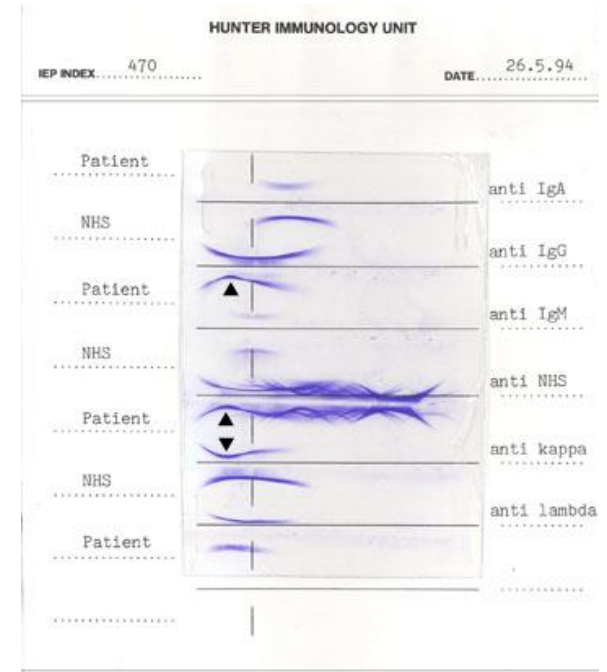 HUNTER IMMUNOLOGY UNIT
IEP INDEX 470
DATE 26.5.94
Patient
anti IgA
NHS
anti IgG
Patient
anti IgM
NHS
anti NHS
Patient
anti kappa
NHS
anti lambda
Patient